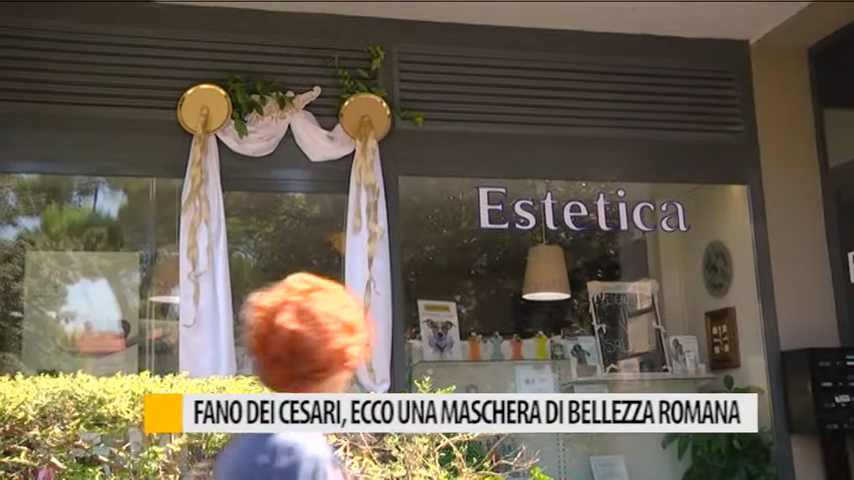 Estetica
FANO DEI CESARI, ECCO UNA MASCHERA DI BELLEZZA ROMANA